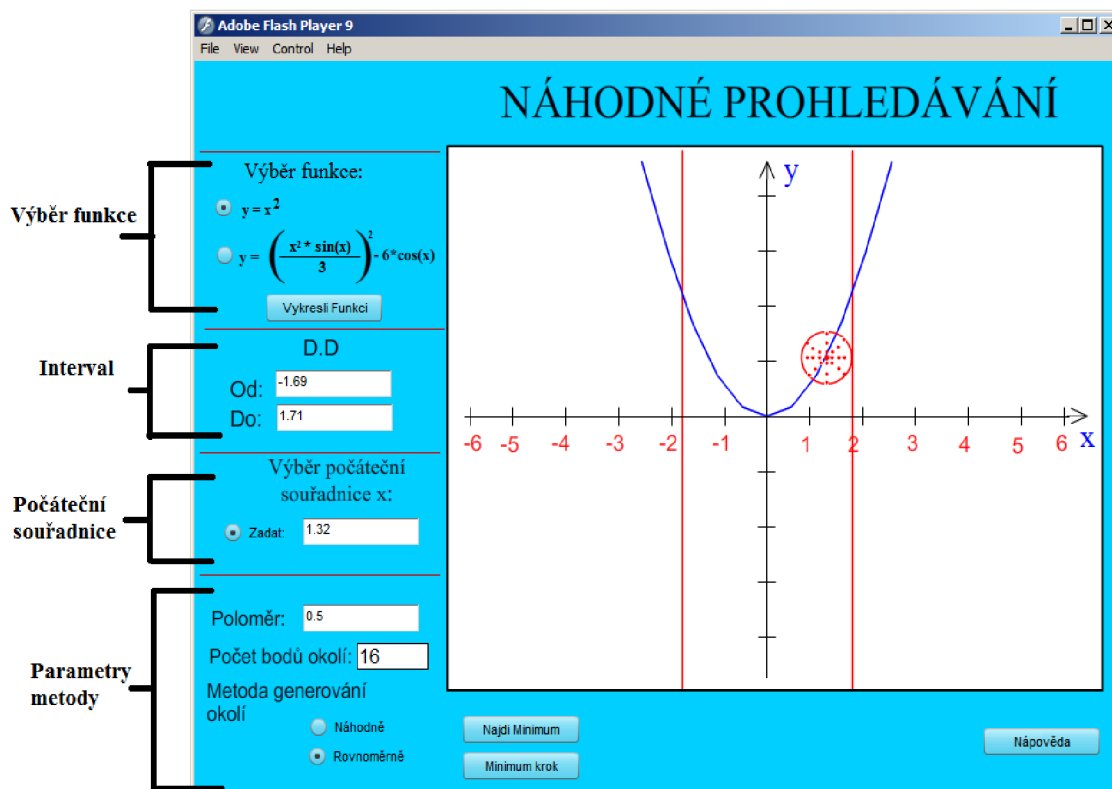 Adobe Flash Player 9
File View Control Help
NÁHODNÉ PROHLEDÁVÁNÍ
Výběr funkce
Výběr funkce:
y = x²
y = ( x² * sin(x) / 3 )² - 6*cos(x)
Vykresli Funkci
Interval
D.D
Od: -1.69
Do: 1.71
Počáteční
souřadnice
Výběr počáteční
souřadnice x:
Zadat: 1.32
Parametry
metody
Poloměr: 0.5
Počet bodů okolí: 16
Metoda generování
okolí
Náhodně
Rovnoměrně
y
-6 -5 -4 -3 -2 -1 1 2 3 4 5 6 x
Najdi Minimum
Minimum krok
Nápověda